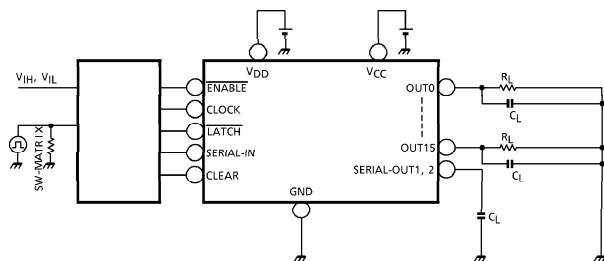 VDD
VCC
VIH, VIL
ENABLE
OUT0
RL
CLOCK
CL
LATCH
SW-MATRIX
SERIAL-IN
OUT15
RL
CLEAR
SERIAL-OUT1, 2
CL
GND
CL